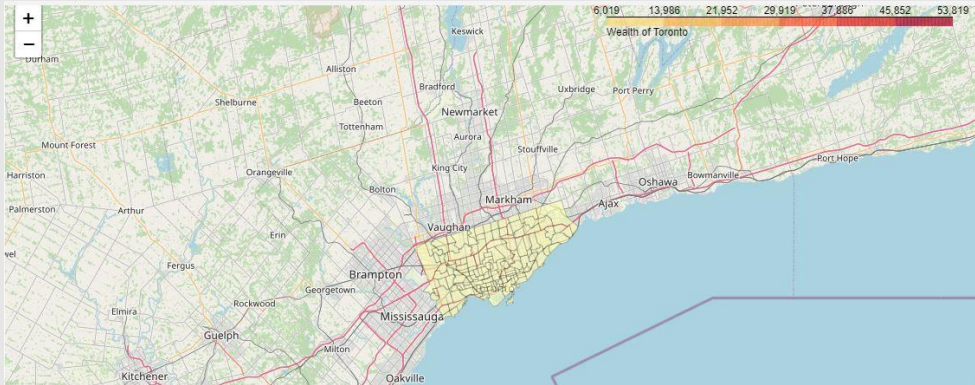 +
−
6,019 13,986 21,952 29,919 37,886 45,852 53,819
Wealth of Toronto
Keswick
Durham
Alliston
Bradford
Uxbridge
Port Perry
Shelburne
Beeton
Newmarket
Tottenham
Aurora
Mount Forest
Stouffville
Port Hope
King City
Harriston
Orangeville
Bolton
Oshawa
Bowmanville
Markham
Palmerston
Arthur
Ajax
Vaughan
Erin
Fergus
Brampton
Georgetown
Rockwood
Elmira
Mississauga
Guelph
Milton
Kitchener
Oakville